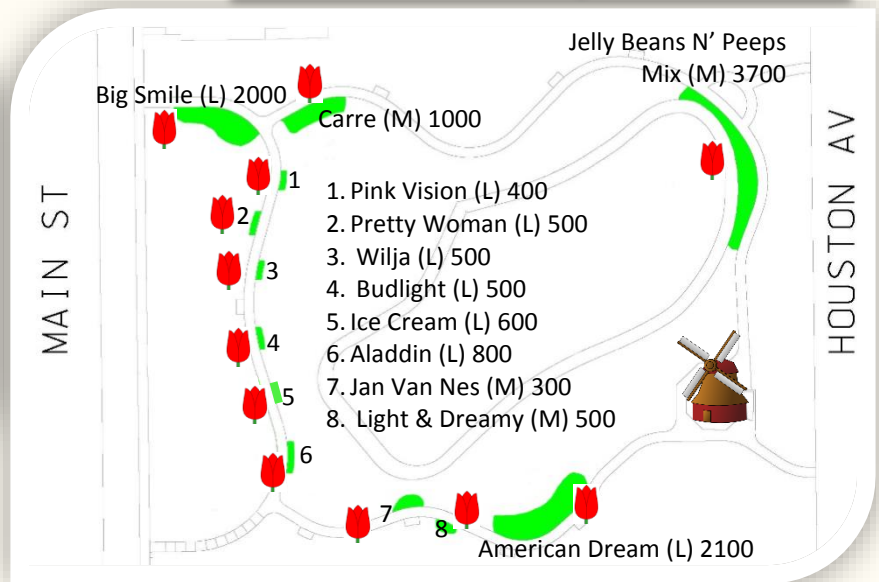 Jelly Beans N’ Peeps
Mix (M) 3700
Big Smile (L) 2000
Carre (M) 1000
MAIN ST
HOUSTON AV
1
2
3
4
5
6
7
8
1. Pink Vision (L) 400
2. Pretty Woman (L) 500
3. Wilja (L) 500
4. Budlight (L) 500
5. Ice Cream (L) 600
6. Aladdin (L) 800
7. Jan Van Nes (M) 300
8. Light & Dreamy (M) 500
American Dream (L) 2100